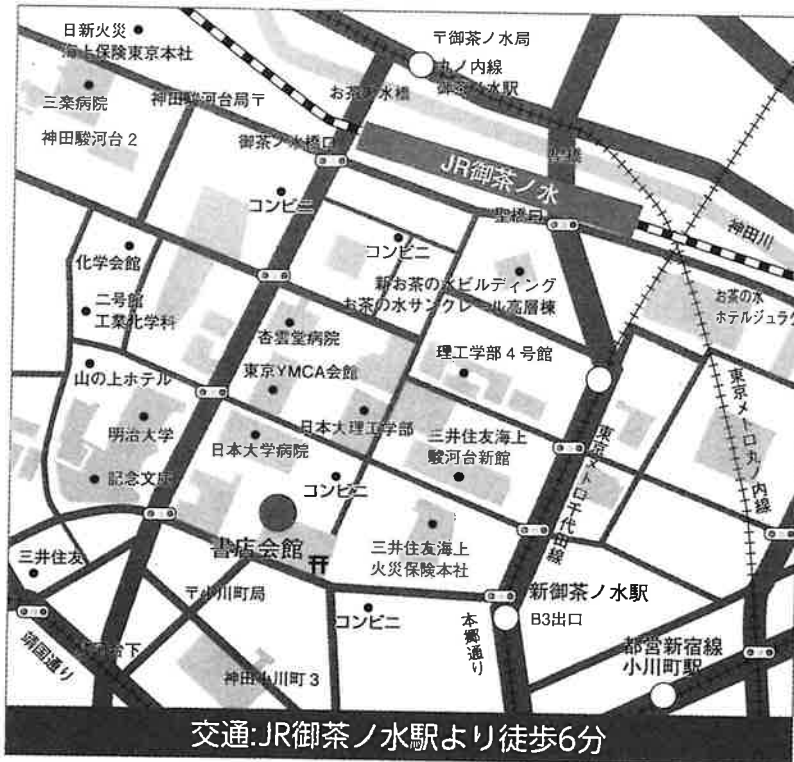 日新火災
海上保険東京本社
三楽病院
神田駿河台2
神田駿河台局〒
〒御茶ノ水局
丸ノ内線
御茶ノ水駅
お茶の水橋
御茶ノ水橋口
JR御茶ノ水
聖橋
聖橋口
神田川
コンビニ
コンビニ
化学会館
二号館
工業化学科
新お茶の水ビルディング
お茶の水サンクレール高層棟
お茶の水
ホテルジュラク
杏雲堂病院
東京YMCA会館
理工学部4号館
山の上ホテル
明治大学
記念文庫
日本大学病院
日本大理工学部
三井住友海上
駿河台新館
コンビニ
東京メトロ千代田線
東京メトロ丸ノ内線
書店会館
三井住友海上
火災保険本社
三井住友
〒小川町局
コンビニ
新御茶ノ水駅
B3出口
本郷通り
都営新宿線
小川町駅
靖国通り
神田小川町3
交通:JR御茶ノ水駅より徒歩6分